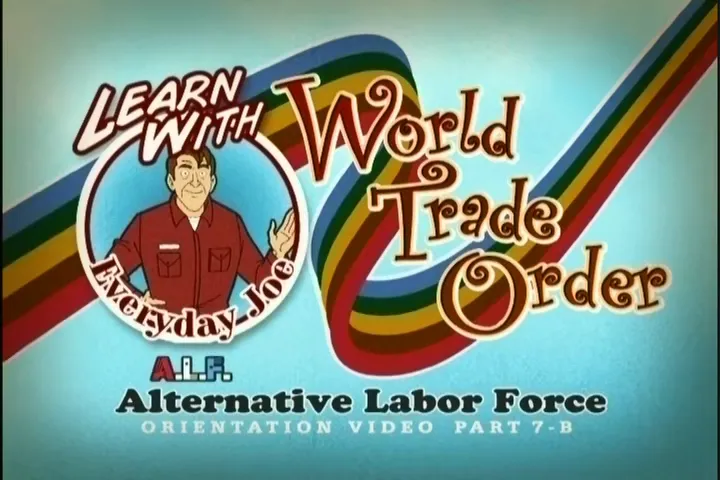 LEARN
WITH
Everyday Joe
World
Trade
Order
A.L.F.
Alternative Labor Force
ORIENTATION VIDEO PART 7-B